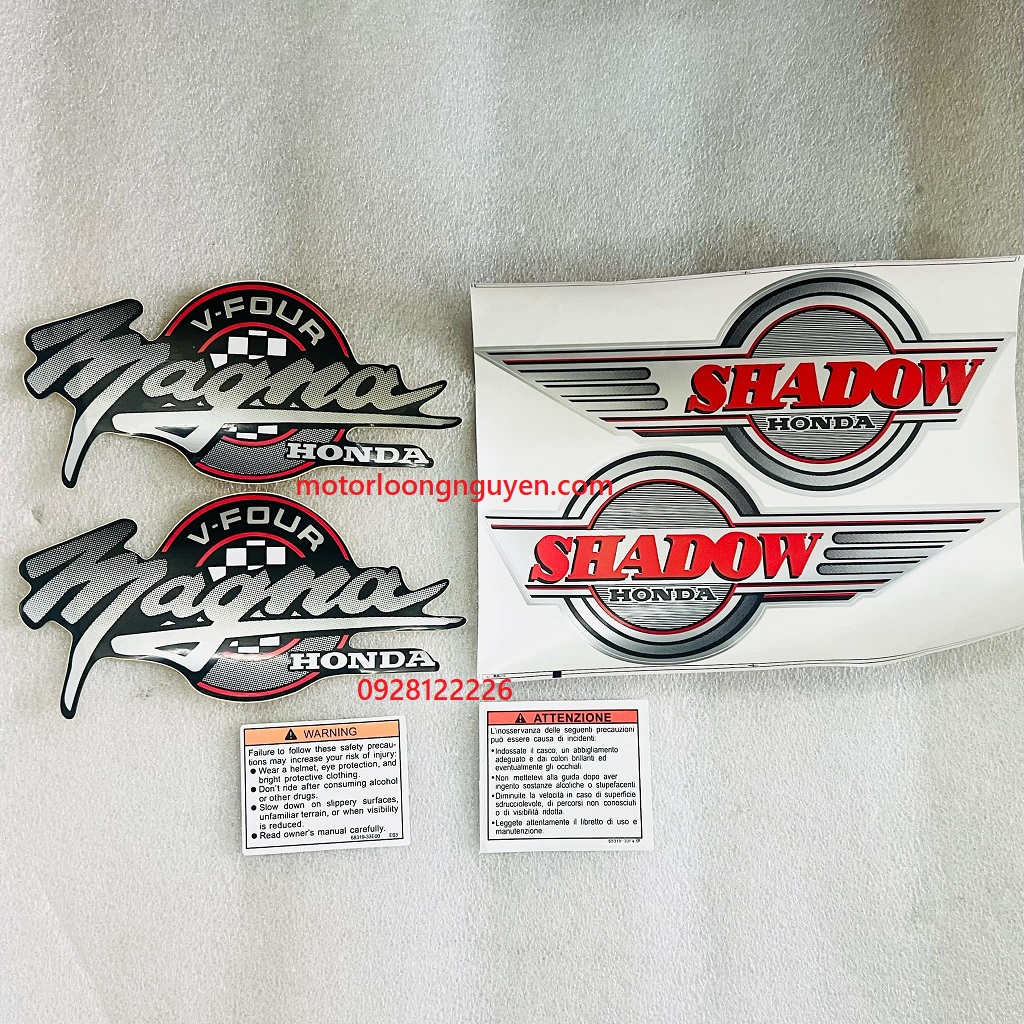 V-FOUR
Magna
HONDA
SHADOW
HONDA
motorloongnguyen.com
V-FOUR
Magna
HONDA
SHADOW
HONDA
0928122226
WARNING
Failure to follow these safety precau-
tions may increase your risk of injury:
● Wear a helmet, eye protection, and
bright protective clothing.
● Don't ride after consuming alcohol
or other drugs.
● Slow down on slippery surfaces,
unfamiliar terrain, or when visibility
is reduced.
● Read owner's manual carefully.
68319-33E00 E03
ATTENZIONE
L'inosservanza delle seguenti precauzioni
può essere causa di incidenti:
•Indossate il casco, un abbigliamento
adeguato e dai colori brillanti ed
eventualmente gli occhiali.
•Non mettetevi alla guida dopo aver
ingento sostanze alcoliche o stupefacenti.
•Diminuite la velocità in caso di superficie
sdrucciolevole, di percorsi non conosciuti
o di visibilità ridotta.
•Leggete attentamente il libretto di uso e
manutenzione.